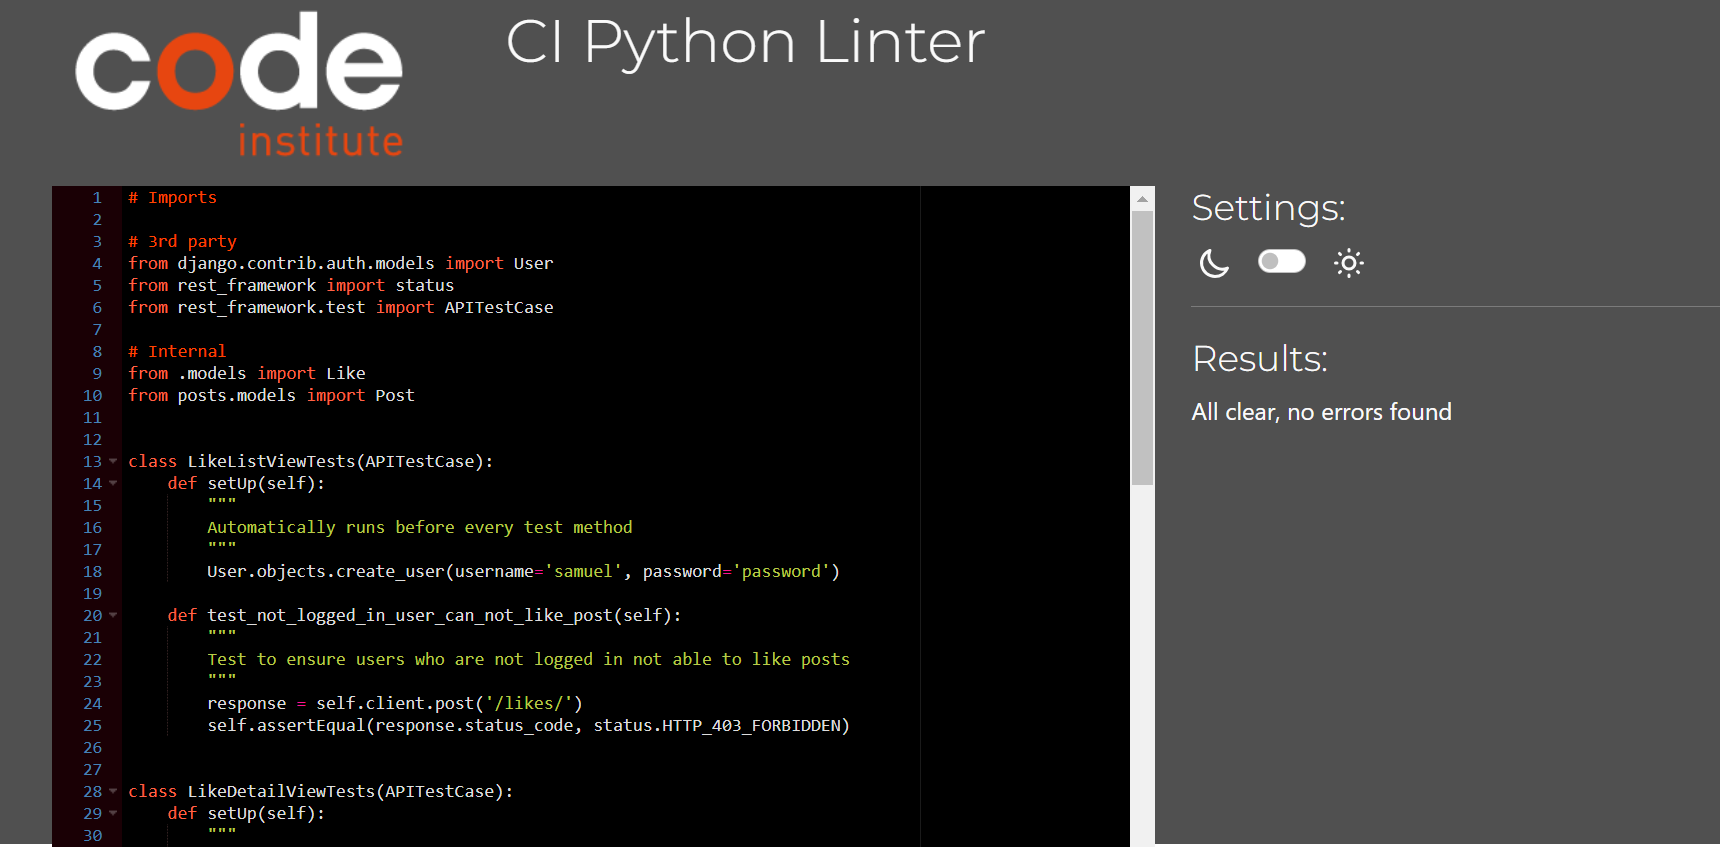 code
institute
CI Python Linter
1 # Imports
2
3 # 3rd party
4 from django.contrib.auth.models import User
5 from rest_framework import status
6 from rest_framework.test import APITestCase
7
8 # Internal
9 from .models import Like
10 from posts.models import Post
11
12
13 class LikeListViewTests(APITestCase):
14     def setUp(self):
15         """
16         Automatically runs before every test method
17         """
18         User.objects.create_user(username='samuel', password='password')
19
20     def test_not_logged_in_user_can_not_like_post(self):
21         """
22         Test to ensure users who are not logged in not able to like posts
23         """
24         response = self.client.post('/likes/')
25         self.assertEqual(response.status_code, status.HTTP_403_FORBIDDEN)
26
27
28 class LikeDetailViewTests(APITestCase):
29     def setUp(self):
30         """
Settings:
Results:
All clear, no errors found